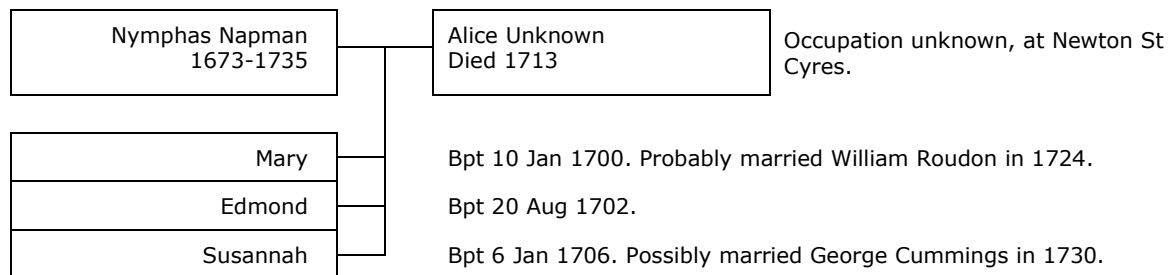 Nymphas Napman
1673-1735
Alice Unknown
Died 1713
Occupation unknown, at Newton St
Cyres.
Mary
Bpt 10 Jan 1700. Probably married William Roudon in 1724.
Edmond
Bpt 20 Aug 1702.
Susannah
Bpt 6 Jan 1706. Possibly married George Cummings in 1730.